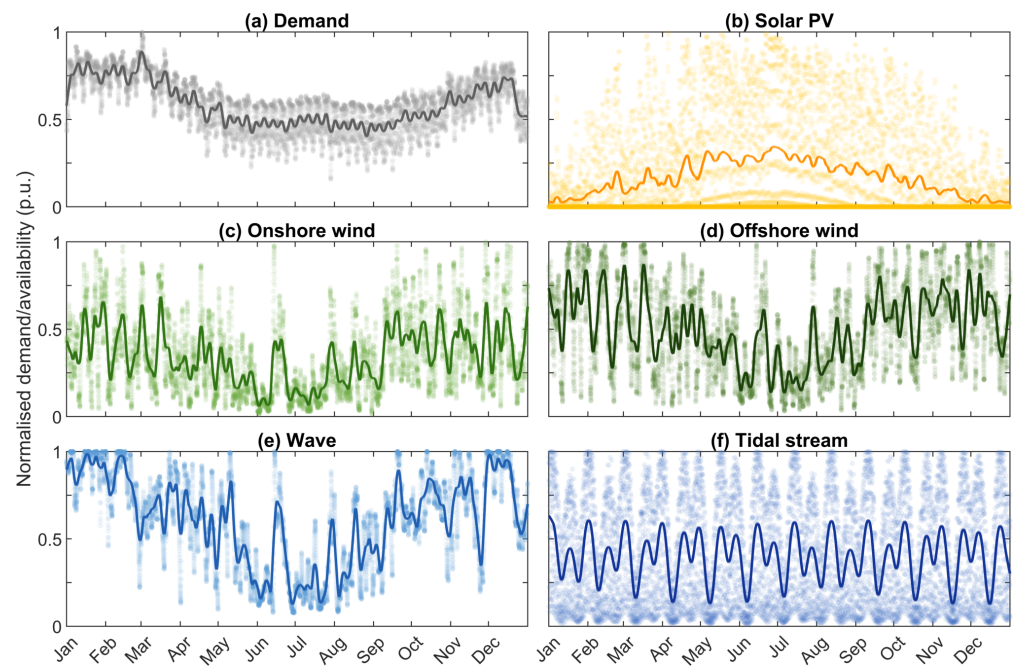 (a) Demand
(b) Solar PV
1
0.5
0
(c) Onshore wind
(d) Offshore wind
1
0.5
0
(e) Wave
(f) Tidal stream
1
0.5
0
Normalised demand/availability (p.u.)
Jan Feb Mar Apr May Jun Jul Aug Sep Oct Nov Dec
Jan Feb Mar Apr May Jun Jul Aug Sep Oct Nov Dec